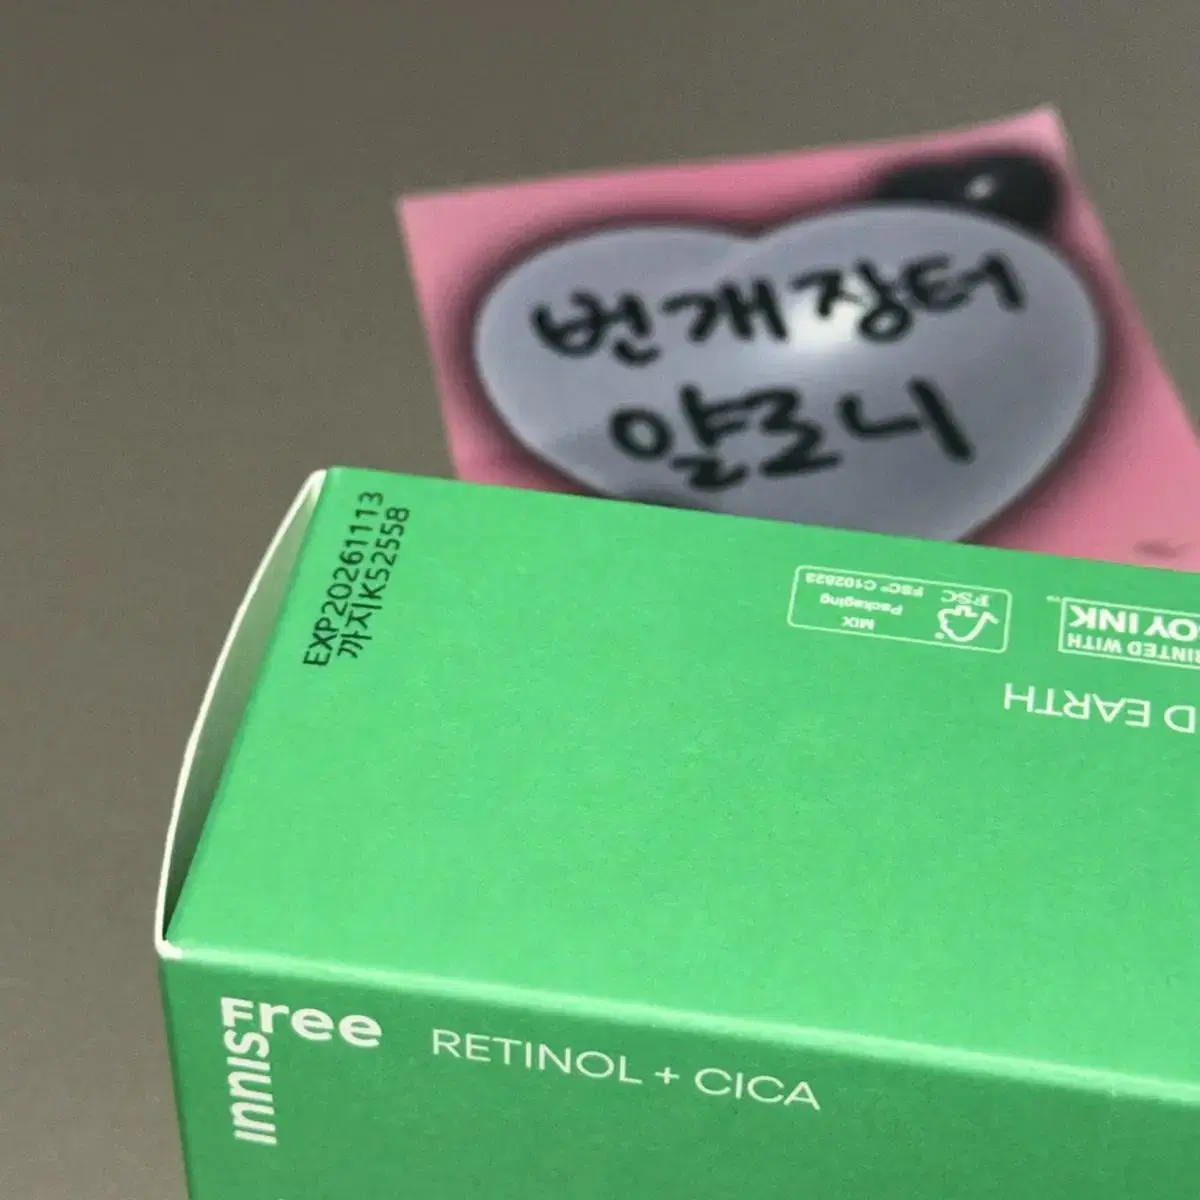 번개장터
얄로니
EXP20261113
까지K52558
FSC
FSC® C102823
MIX
Packaging
PRINTED WITH
OY INK
D EARTH
INNISFree
RETINOL + CICA